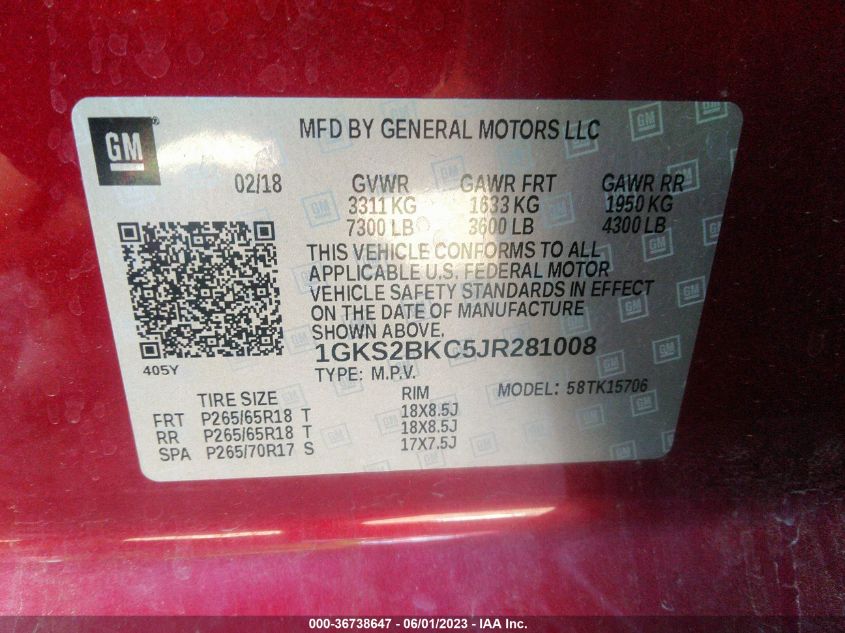 GM
MFD BY GENERAL MOTORS LLC
02/18 GVWR GAWR FRT GAWR RR
3311 KG 1633 KG 1950 KG
7300 LB 3600 LB 4300 LB
THIS VEHICLE CONFORMS TO ALL
APPLICABLE U.S. FEDERAL MOTOR
VEHICLE SAFETY STANDARDS IN EFFECT
ON THE DATE OF MANUFACTURE
SHOWN ABOVE.
1GKS2BKC5JR281008
405Y
TYPE: M.P.V. MODEL: 58TK15706
TIRE SIZE RIM
FRT P265/65R18 T 18X8.5J
RR P265/65R18 T 18X8.5J
SPA P265/70R17 S 17X7.5J
000-36738647 - 06/01/2023 - IAA Inc.